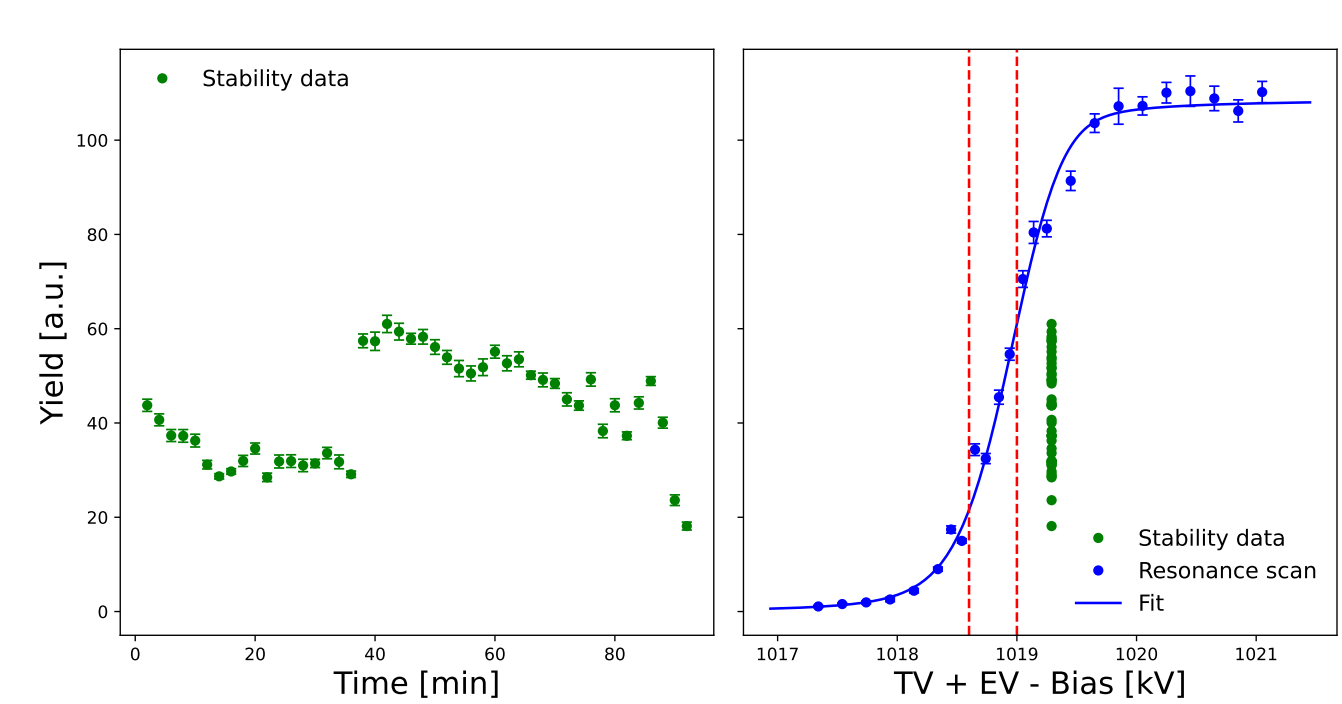 Stability data
100
80
60
40
20
0
Yield [a.u.]
0 20 40 60 80
Time [min]
Stability data
Resonance scan
Fit
1017 1018 1019 1020 1021
TV + EV - Bias [kV]